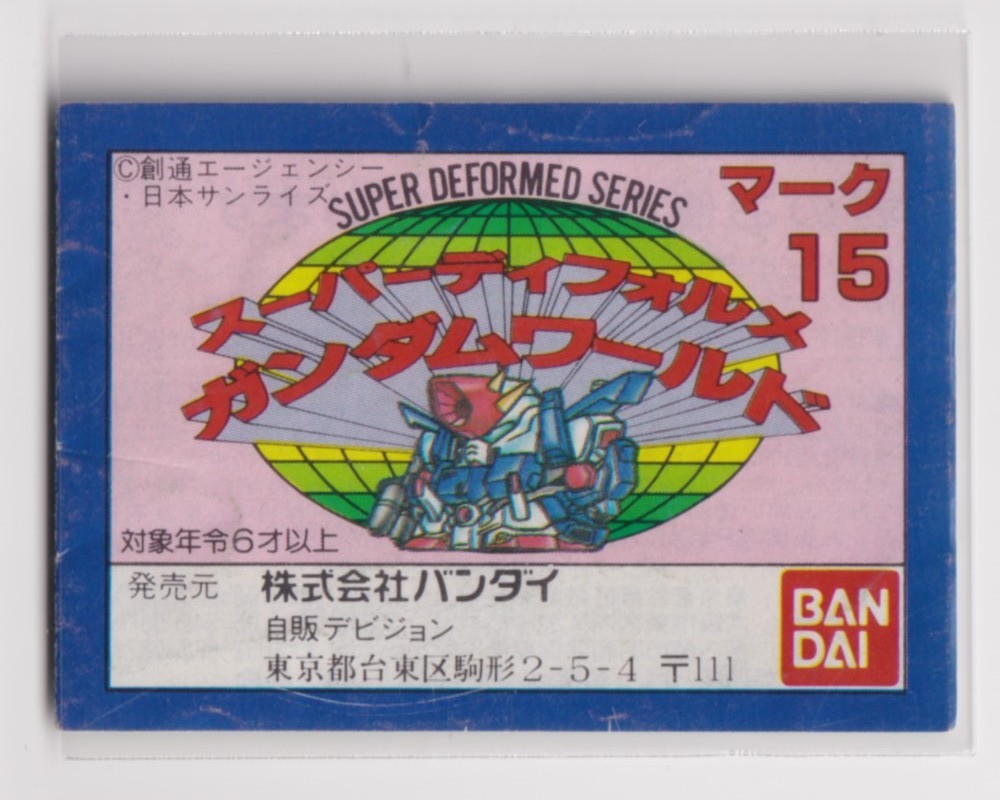 ©創通エージェンシー
・日本サンライズ
SUPER DEFORMED SERIES
マーク
15
スーパーディフォルメ
ガンダムワールド
対象年令6才以上
発売元 株式会社バンダイ
自販デビジョン
東京都台東区駒形2-5-4 〒111
BAN
DAI